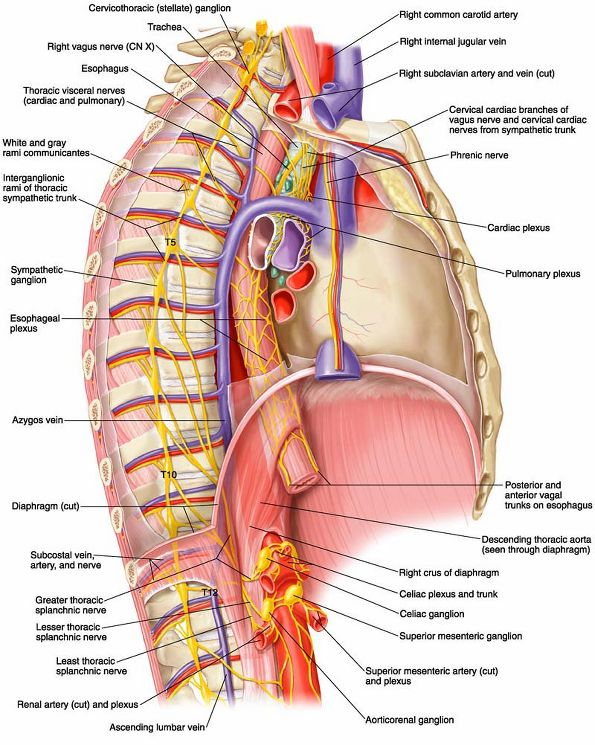 Cervicothoracic (stellate) ganglion
Trachea
Right vagus nerve (CN X)
Esophagus
Thoracic visceral nerves
(cardiac and pulmonary)
White and gray
rami communicantes
Interganglionic
rami of thoracic
sympathetic trunk
T5
Sympathetic
ganglion
Esophageal
plexus
Azygos vein
T10
Diaphragm (cut)
Subcostal vein,
artery, and nerve
Greater thoracic
splanchnic nerve
T12
Lesser thoracic
splanchnic nerve
Least thoracic
splanchnic nerve
Renal artery (cut) and plexus
Ascending lumbar vein
Right common carotid artery
Right internal jugular vein
Right subclavian artery and vein (cut)
Cervical cardiac branches of
vagus nerve and cervical cardiac
nerves from sympathetic trunk
Phrenic nerve
Cardiac plexus
Pulmonary plexus
Posterior and
anterior vagal
trunks on esophagus
Descending thoracic aorta
(seen through diaphragm)
Right crus of diaphragm
Celiac plexus and trunk
Celiac ganglion
Superior mesenteric ganglion
Superior mesenteric artery (cut)
and plexus
Aorticorenal ganglion